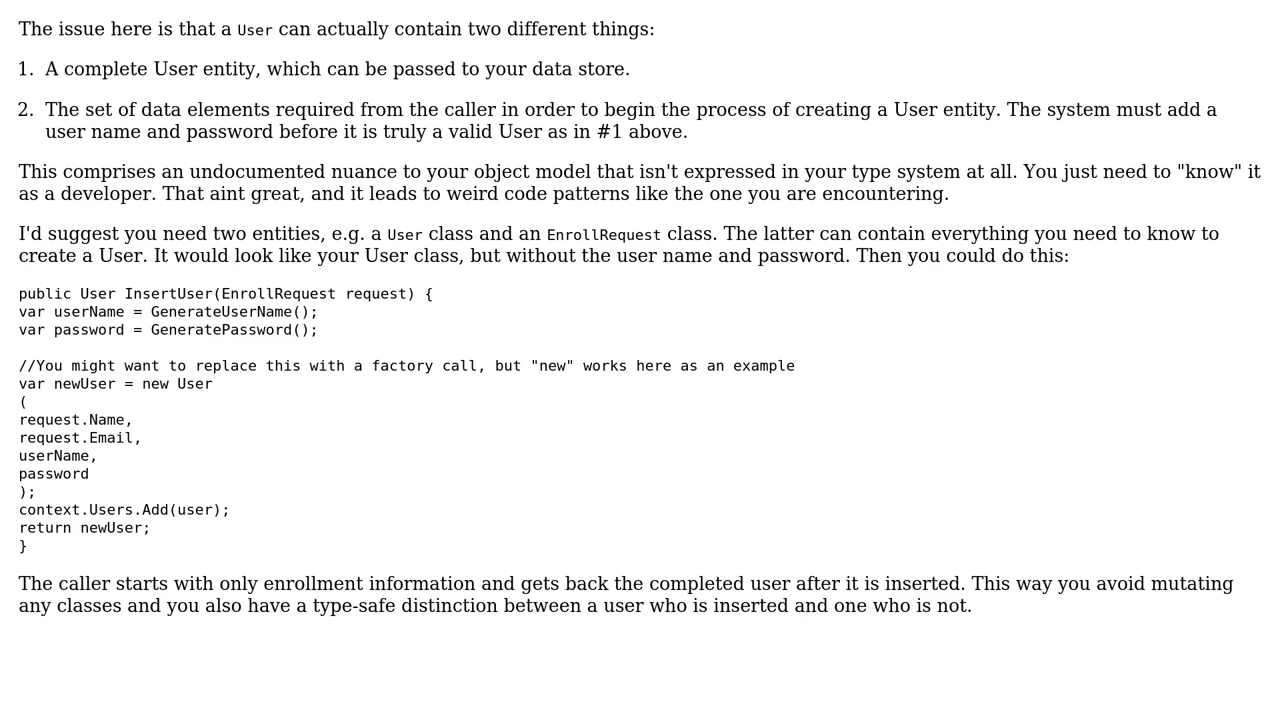 The issue here is that a User can actually contain two different things:
1. A complete User entity, which can be passed to your data store.
2. The set of data elements required from the caller in order to begin the process of creating a User entity. The system must add a
user name and password before it is truly a valid User as in #1 above.
This comprises an undocumented nuance to your object model that isn't expressed in your type system at all. You just need to "know" it
as a developer. That aint great, and it leads to weird code patterns like the one you are encountering.
I'd suggest you need two entities, e.g. a User class and an EnrollRequest class. The latter can contain everything you need to know to
create a User. It would look like your User class, but without the user name and password. Then you could do this:
public User InsertUser(EnrollRequest request) {
var userName = GenerateUserName();
var password = GeneratePassword();
//You might want to replace this with a factory call, but "new" works here as an example
var newUser = new User
(
request.Name,
request.Email,
userName,
password
);
context.Users.Add(user);
return newUser;
}
The caller starts with only enrollment information and gets back the completed user after it is inserted. This way you avoid mutating
any classes and you also have a type-safe distinction between a user who is inserted and one who is not.